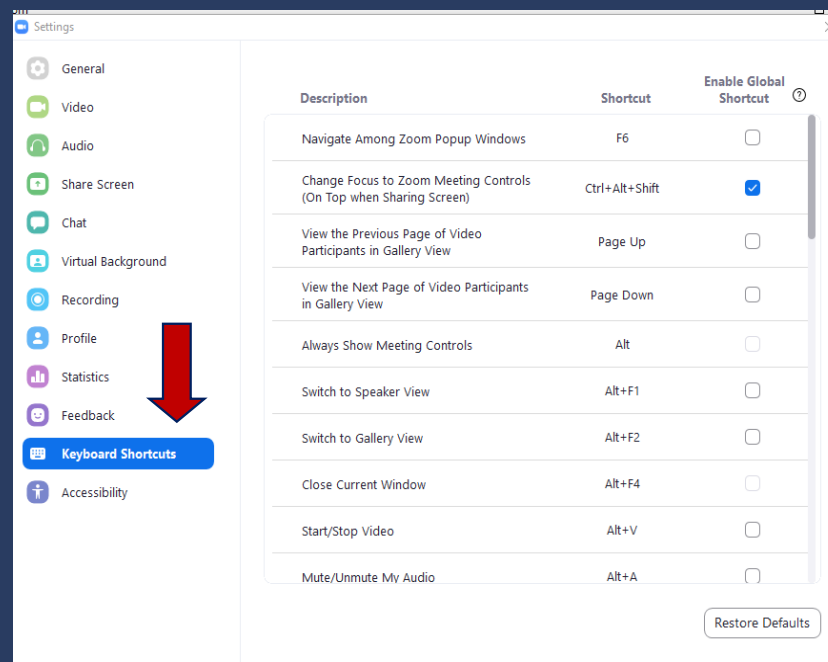 Settings
General
Video
Audio
Share Screen
Chat
Virtual Background
Recording
Profile
Statistics
Feedback
Keyboard Shortcuts
Accessibility
Description Shortcut Enable Global
Shortcut ?
Navigate Among Zoom Popup Windows F6
Change Focus to Zoom Meeting Controls
(On Top when Sharing Screen) Ctrl+Alt+Shift
View the Previous Page of Video
Participants in Gallery View Page Up
View the Next Page of Video Participants
in Gallery View Page Down
Always Show Meeting Controls Alt
Switch to Speaker View Alt+F1
Switch to Gallery View Alt+F2
Close Current Window Alt+F4
Start/Stop Video Alt+V
Mute/Unmute My Audio Alt+A
Restore Defaults